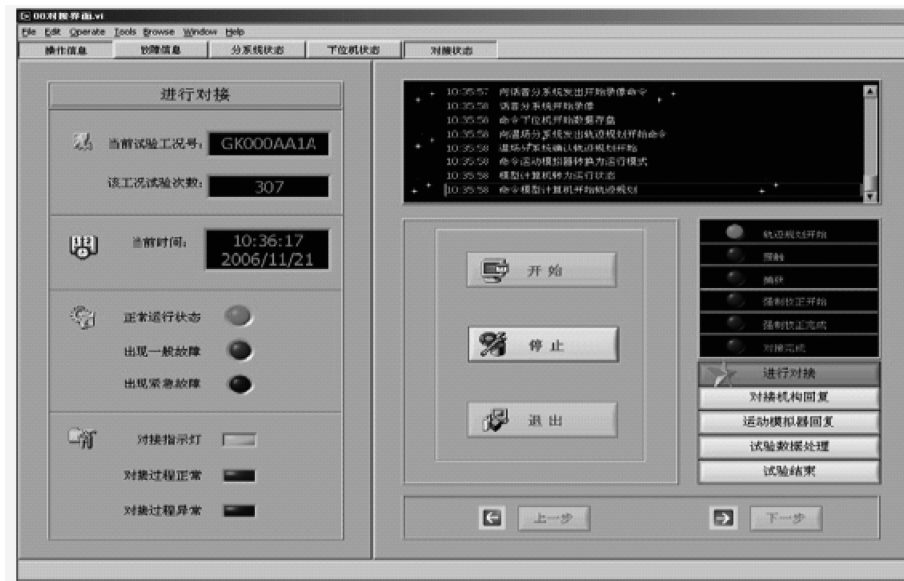 00对接界面.vi
File Edit Operate Tools Browse Window Help
操作信息 故障信息 分系统状态 下位机状态 对接状态
进行对接
当前试验工况号: GK000AA1A
该工况试验次数: 307
当前时间: 10:36:17
2006/11/21
正常运行状态
出现一般故障
出现紧急故障
对接指示灯
对接过程正常
对接过程异常
10:35:57 向话音分系统发出开始录像命令
10:35:58 话音分系统开始录像
10:35:58 命令下位机开始数据存盘
10:35:58 向温场分系统发出轨迹规划开始命令
10:35:58 温场分系统确认轨迹规划开始
10:35:58 命令运动模拟器转换为运行模式
10:35:58 模型计算机转为运行状态
10:35:58 命令模型计算机开始轨迹规划
开始
停止
退出
轨迹规划开始
接触
捕获
强制校正开始
强制校正完成
对接完成
进行对接
对接机构回复
运动模拟器回复
试验数据处理
试验结束
上一步 下一步